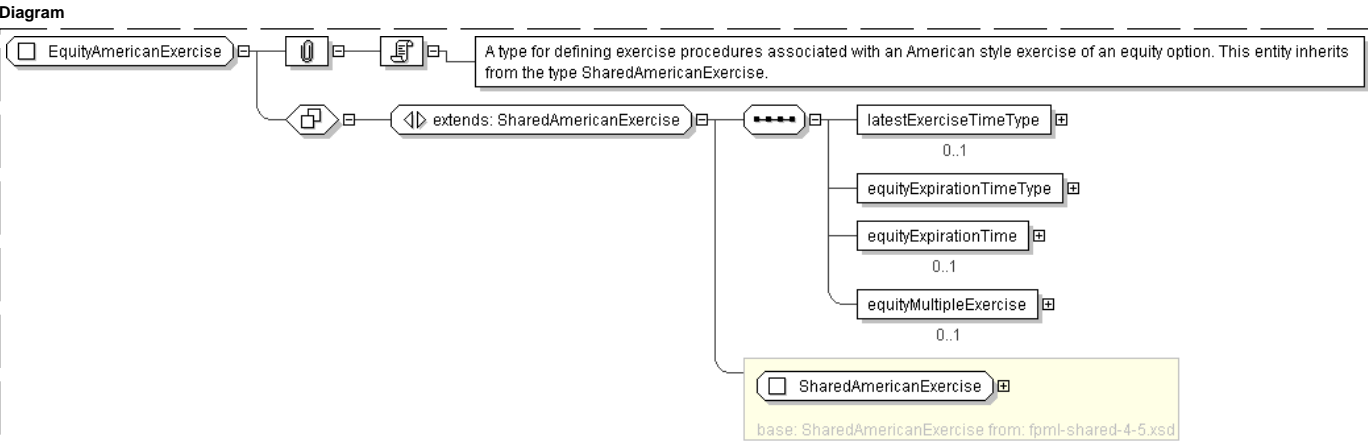 Diagram
EquityAmericanExercise
A type for defining exercise procedures associated with an American style exercise of an equity option. This entity inherits
from the type SharedAmericanExercise.
extends: SharedAmericanExercise
latestExerciseTimeType
0..1
equityExpirationTimeType
equityExpirationTime
0..1
equityMultipleExercise
0..1
SharedAmericanExercise
base: SharedAmericanExercise from: fpml-shared-4-5.xsd